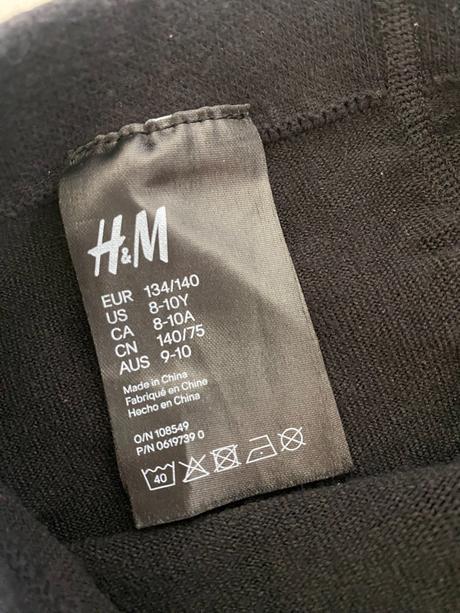 H&M
EUR 134/140
US 8-10Y
CA 8-10A
CN 140/75
AUS 9-10
Made in China
Fabriqué en Chine
Hecho en China
O/N 108549
P/N 0619739 0
40